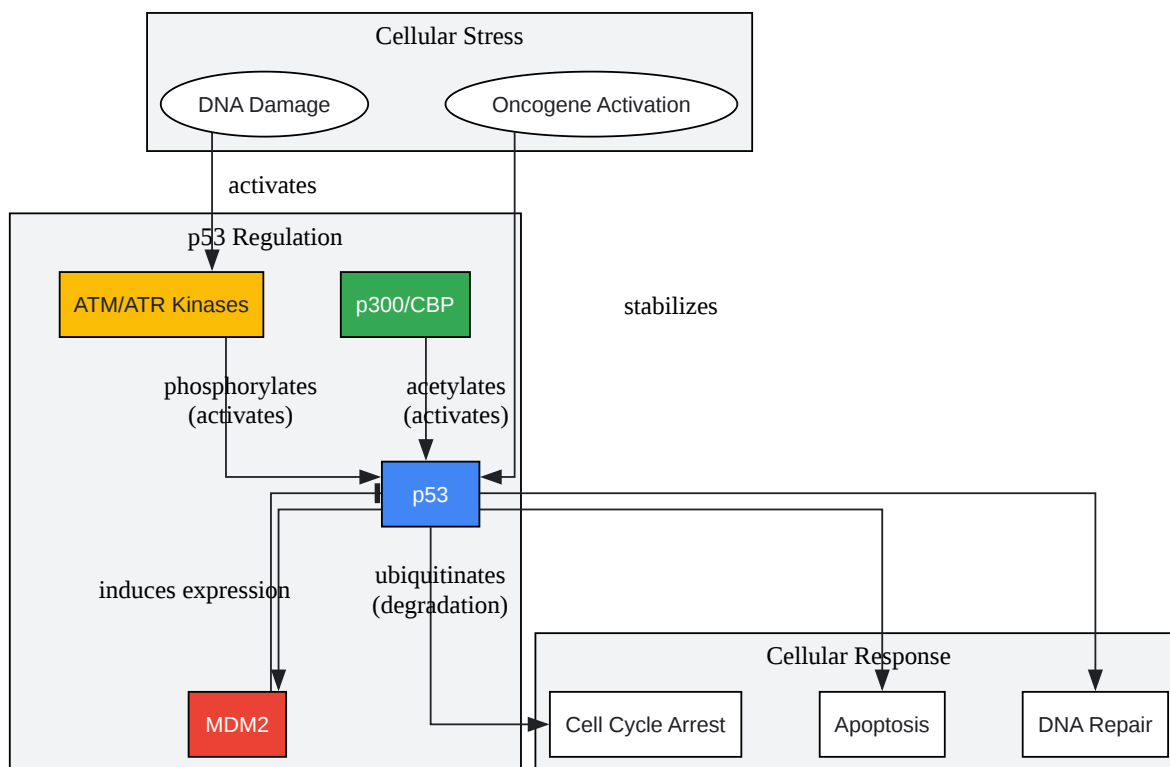 Cellular Stress
DNA Damage
Oncogene Activation
activates
p53 Regulation
ATM/ATR Kinases
p300/CBP
stabilizes
phosphorylates
(activates)
acetylates
(activates)
p53
induces expression
ubiquitinates
(degradation)
Cellular Response
MDM2
Cell Cycle Arrest
Apoptosis
DNA Repair